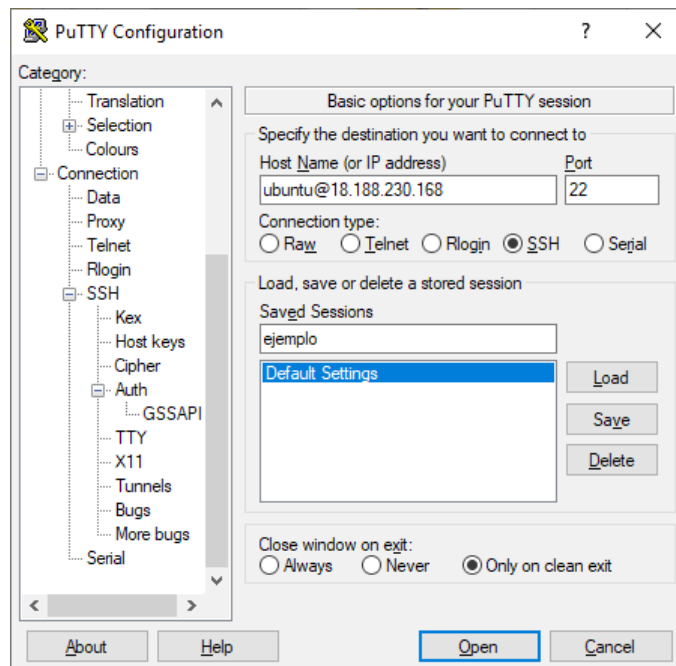 PuTTY Configuration
Category:
Translation
Selection
Colours
Connection
Data
Proxy
Telnet
Rlogin
SSH
Kex
Host keys
Cipher
Auth
GSSAPI
TTY
X11
Tunnels
Bugs
More bugs
Serial
Basic options for your PuTTY session
Specify the destination you want to connect to
Host Name (or IP address) Port
ubuntu@18.188.230.168 22
Connection type:
Raw Telnet Rlogin SSH Serial
Load, save or delete a stored session
Saved Sessions
ejemplo
Default Settings
Load
Save
Delete
Close window on exit:
Always Never Only on clean exit
About Help Open Cancel